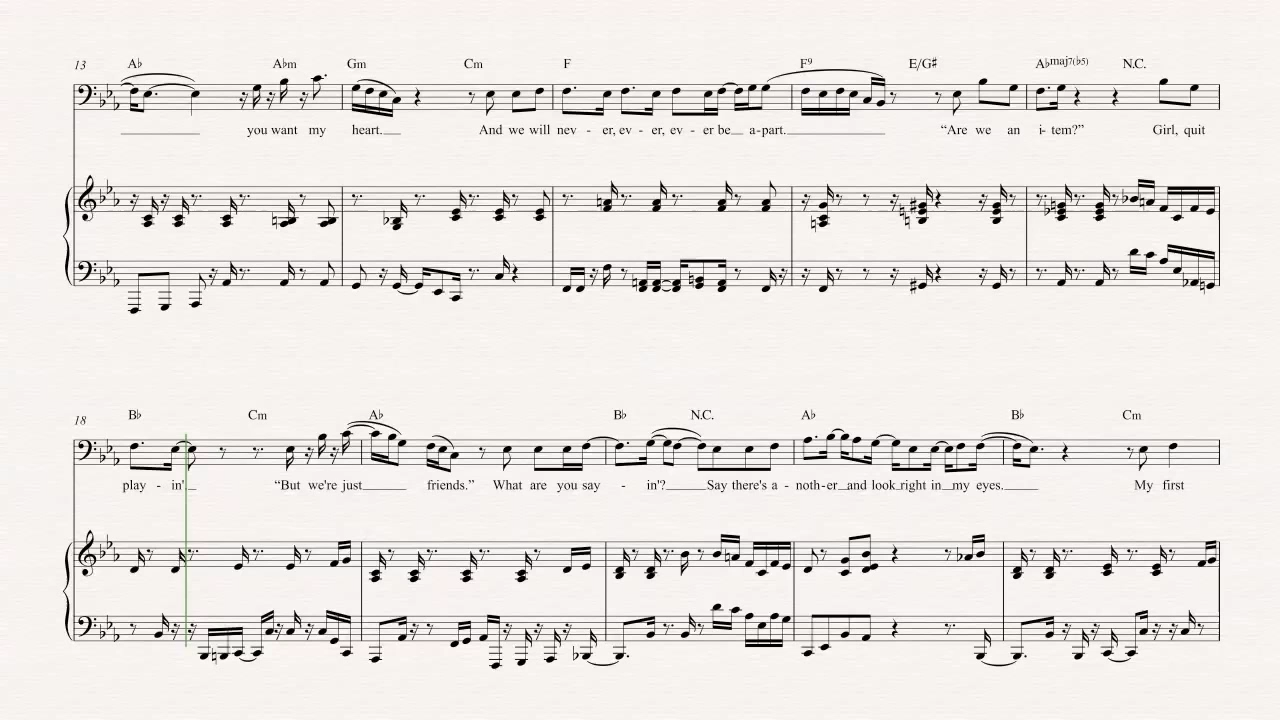 13 A♭ A♭m Gm Cm F F9 E/G♯ A♭maj7(♭5) N.C.
you want my heart. And we will nev - er, ev - er, ev - er be a-part. “Are we an i- tem?” Girl, quit
18 B♭ Cm A♭ B♭ N.C. A♭ B♭ Cm
play - in'. “But we're just friends.” What are you say - in'? Say there's a - noth-er and look right in my eyes. My first